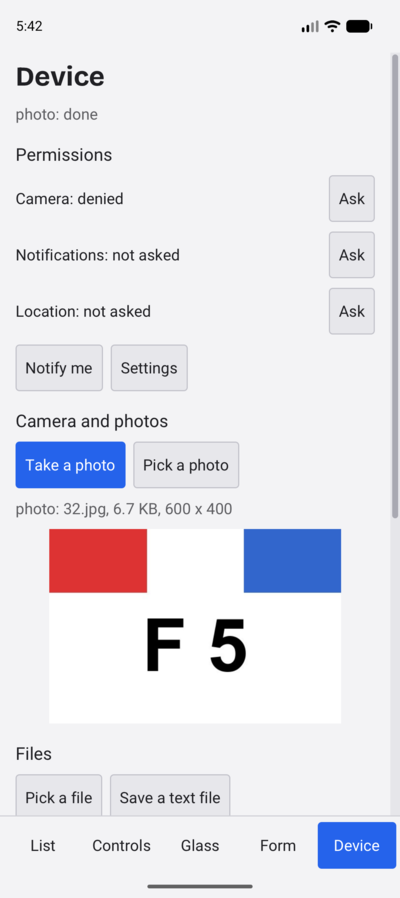 5:42
Device
photo: done
Permissions
Camera: denied
Ask
Notifications: not asked
Ask
Location: not asked
Ask
Notify me
Settings
Camera and photos
Take a photo
Pick a photo
photo: 32.jpg, 6.7 KB, 600 x 400
F 5
Files
Pick a file
Save a text file
List
Controls
Glass
Form
Device